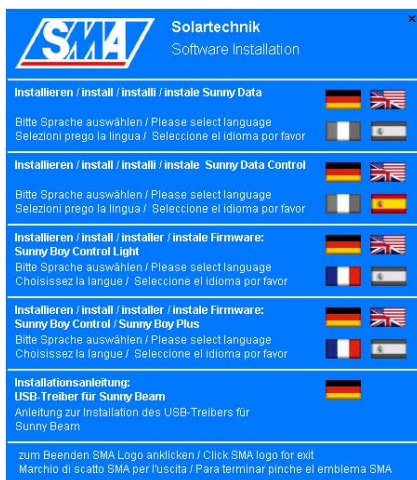 SMA
Solartechnik
Software Installation
×
Installieren / install / installi / instale Sunny Data
Bitte Sprache auswählen / Please select language
Selezioni prego la lingua / Seleccione el idioma por favor
Installieren / install / installi / instale Sunny Data Control
Bitte Sprache auswählen / Please select language
Selezioni prego la lingua / Seleccione el idioma por favor
Installieren / install / installer / instale Firmware:
Sunny Boy Control Light
Bitte Sprache auswählen / Please select language
Choisissez la langue / Seleccione el idioma por favor
Installieren / install / installer / instale Firmware:
Sunny Boy Control / Sunny Boy Plus
Bitte Sprache auswählen / Please select language
Choisissez la langue / Seleccione el idioma por favor
Installationsanleitung:
USB-Treiber für Sunny Beam
Anleitung zur Installation des USB-Treibers für
Sunny Beam
zum Beenden SMA Logo anklicken / Click SMA logo for exit
Marchio di scatto SMA per l'uscita / Para terminar pinche el emblema SMA